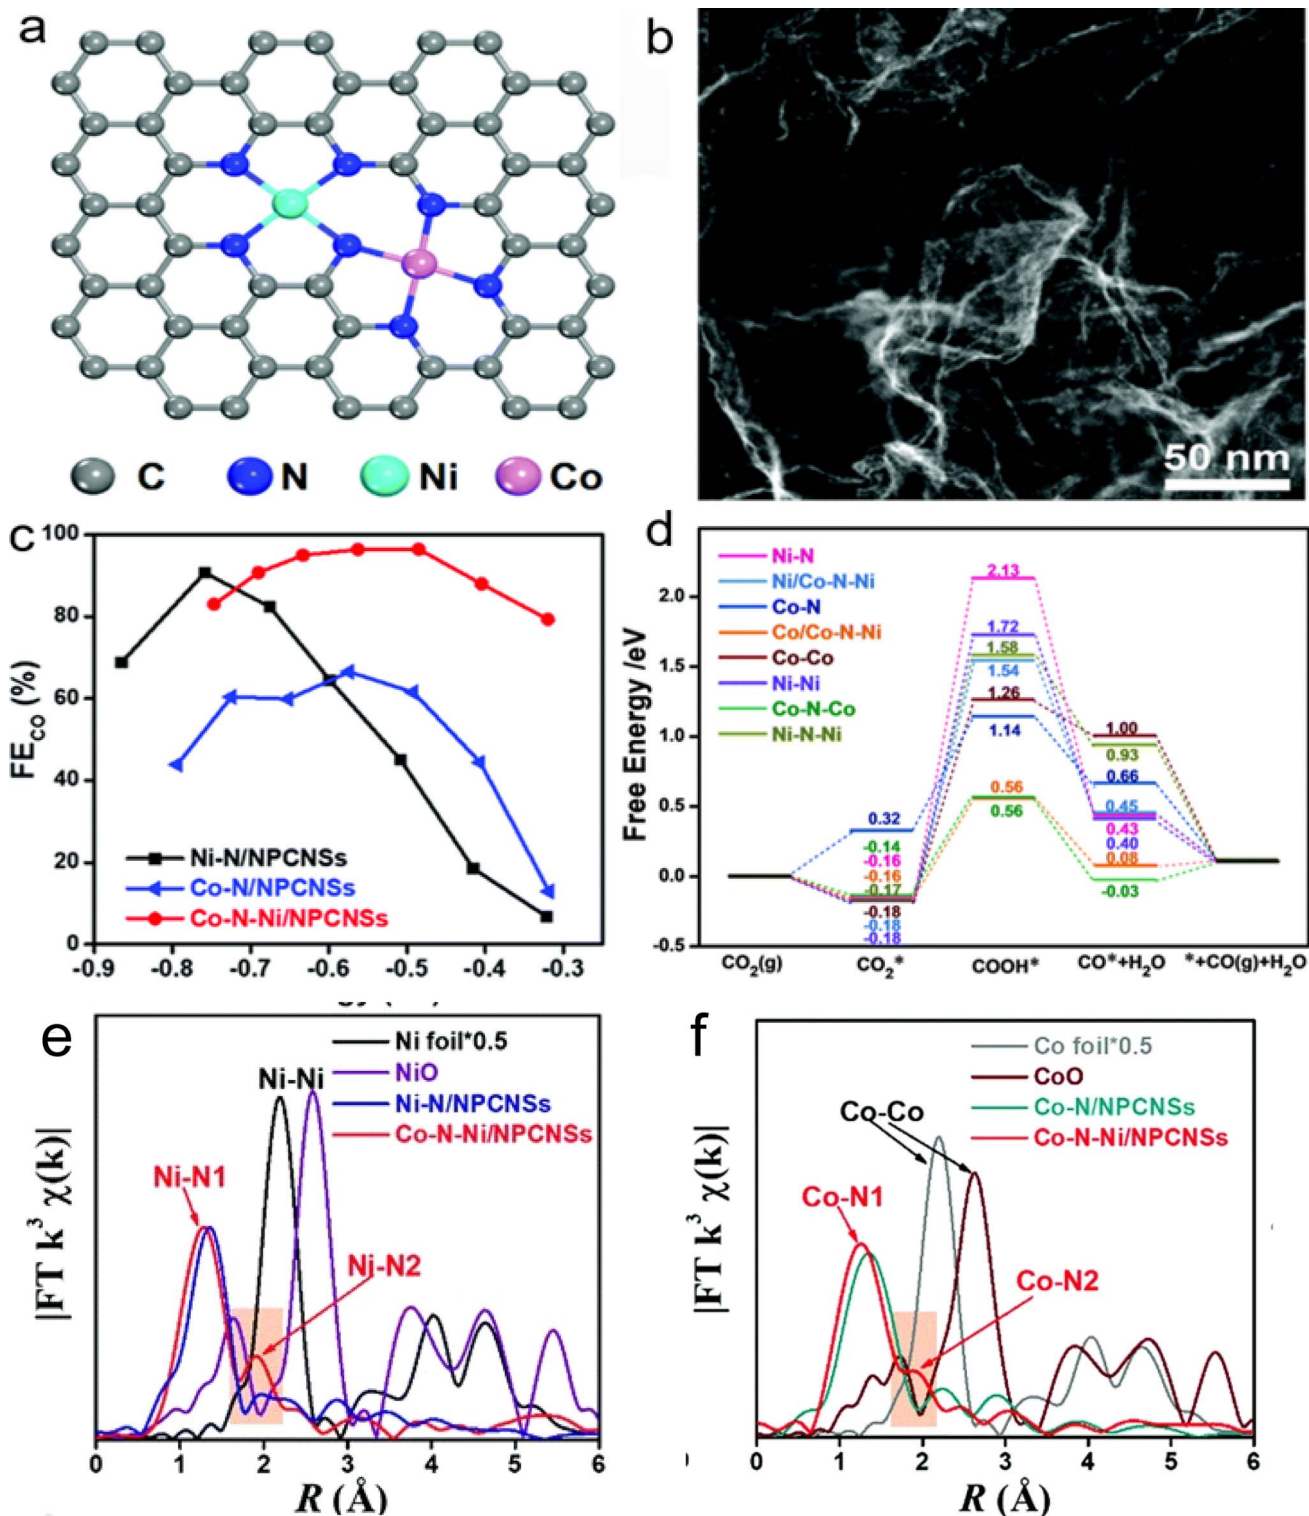 a
C N Ni Co
b
50 nm
c
FE_CO (%)
100
80
60
40
20
0
Ni-N/NPCNSs
Co-N/NPCNSs
Co-N-Ni/NPCNSs
-0.9 -0.8 -0.7 -0.6 -0.5 -0.4 -0.3
d
Free Energy /eV
2.0
1.5
1.0
0.5
0.0
-0.5
Ni-N
Ni/Co-N-Ni
Co-N
Co/Co-N-Ni
Co-Co
Ni-Ni
Co-N-Co
Ni-N-Ni
0.32
-0.14
-0.16
-0.16
-0.17
-0.18
-0.18
-0.18
2.13
1.72
1.58
1.54
1.26
1.14
0.56
0.56
1.00
0.93
0.66
0.45
0.43
0.40
0.08
-0.03
CO₂(g) CO₂* COOH* CO*+H₂O *+CO(g)+H₂O
e
|FT k³ χ(k)|
Ni foil*0.5
NiO
Ni-N/NPCNSs
Co-N-Ni/NPCNSs
Ni-Ni
Ni-N1
Ni-N2
0 1 2 3 4 5 6
R (Å)
f
|FT k³ χ(k)|
Co foil*0.5
CoO
Co-N/NPCNSs
Co-N-Ni/NPCNSs
Co-Co
Co-N1
Co-N2
0 1 2 3 4 5 6
R (Å)